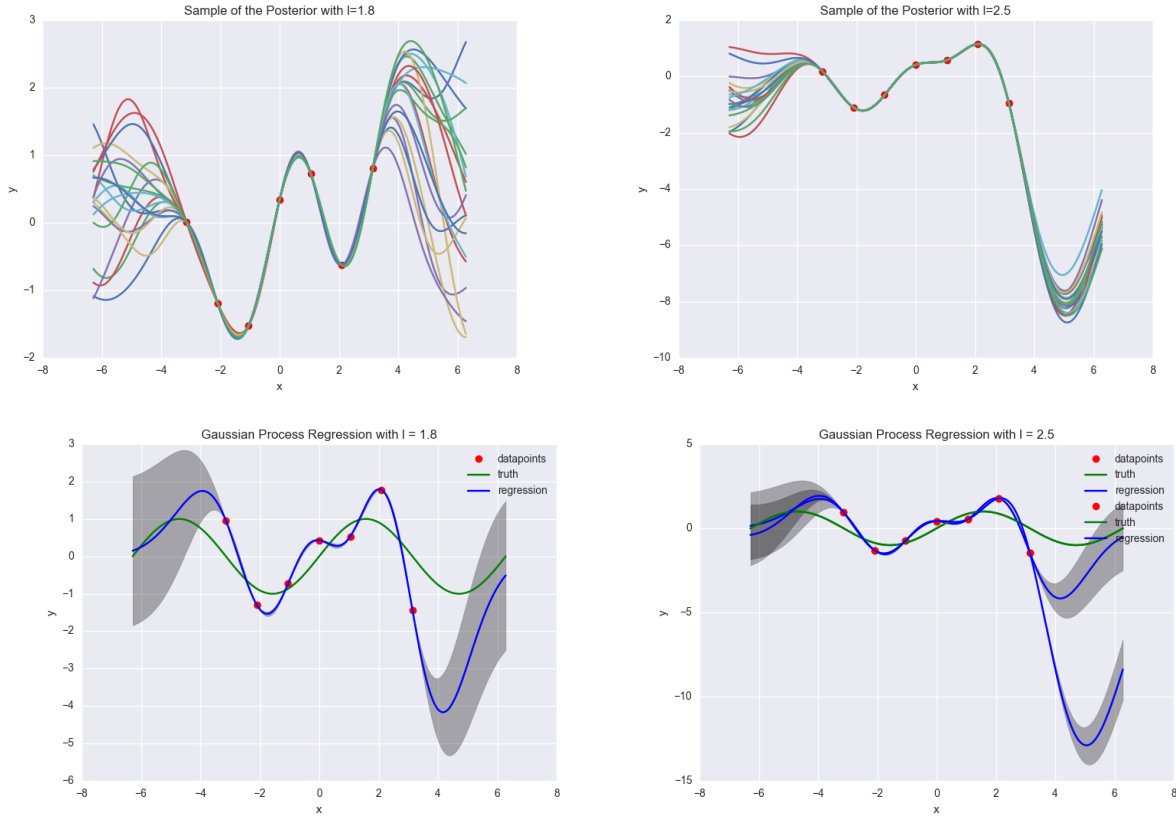 Sample of the Posterior with l=1.8
3
2
1
0
−1
−2
y
−8 −6 −4 −2 0 2 4 6 8
x
Sample of the Posterior with l=2.5
2
0
−2
−4
−6
−8
−10
y
−8 −6 −4 −2 0 2 4 6 8
x
Gaussian Process Regression with l = 1.8
3
2
1
0
−1
−2
−3
−4
−5
−6
y
−8 −6 −4 −2 0 2 4 6 8
x
datapoints
truth
regression
Gaussian Process Regression with l = 2.5
5
0
−5
−10
−15
y
−8 −6 −4 −2 0 2 4 6 8
x
datapoints
truth
regression
datapoints
truth
regression